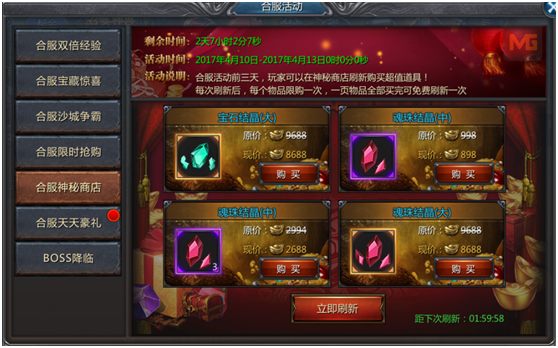 合服活动
MG
合服双倍经验
合服宝藏惊喜
合服沙城争霸
合服限时抢购
合服神秘商店
合服天天豪礼
BOSS降临
剩余时间：2天7小时2分7秒
活动时间：2017年4月10日-2017年4月13日0时0分0秒
活动说明：合服活动前三天，玩家可以在神秘商店刷新购买超值道具！
每次刷新后，每个物品限购一次，一页物品全部买完可免费刷新一次
宝石结晶(大)
原价：9688
现价：8688
购 买
魂珠结晶(中)
原价：998
现价：898
购 买
魂珠结晶(中)
3
原价：2994
现价：2688
购 买
魂珠结晶(大)
原价：9688
现价：8688
购 买
立即刷新
距下次刷新：01:59:58